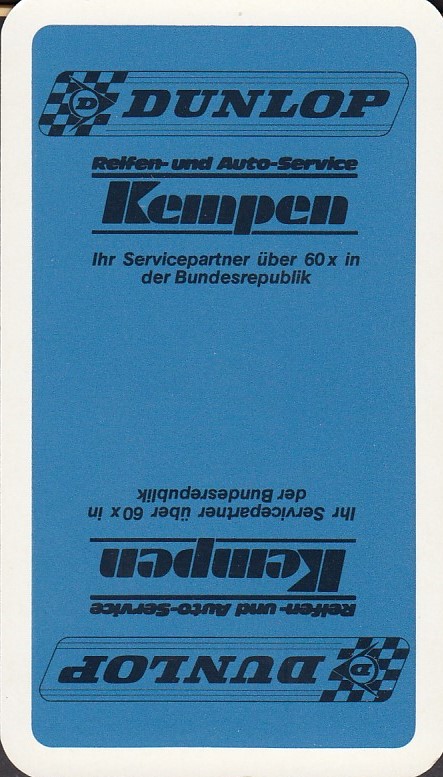 D DUNLOP
Reifen- und Auto-Service
Kempen
Ihr Servicepartner über 60 x in
der Bundesrepublik
Ihr Servicepartner über 60 x in
der Bundesrepublik
Kempen
Reifen- und Auto-Service
D DUNLOP